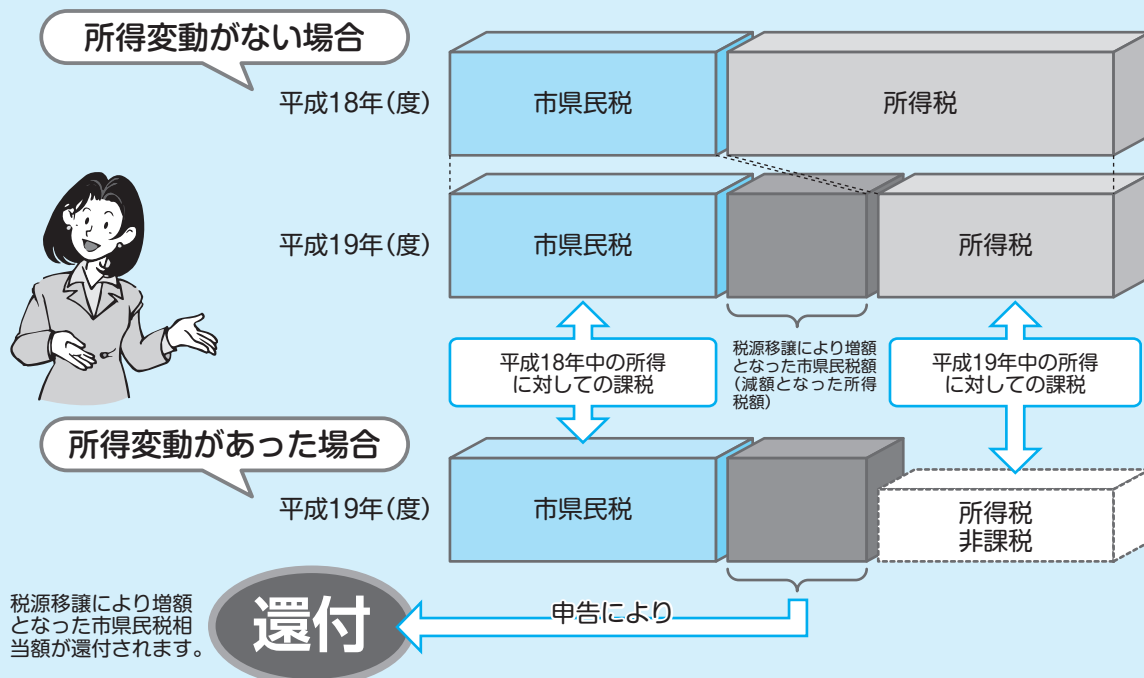 所得変動がない場合
平成18年(度)
市県民税
所得税
平成19年(度)
市県民税
所得税
平成18年中の所得
に対しての課税
税源移譲により増額
となった市県民税額
(減額となった所得
税額)
平成19年中の所得
に対しての課税
所得変動があった場合
平成19年(度)
市県民税
所得税
非課税
税源移譲により増額
となった市県民税相
当額が還付されます。
還付
申告により